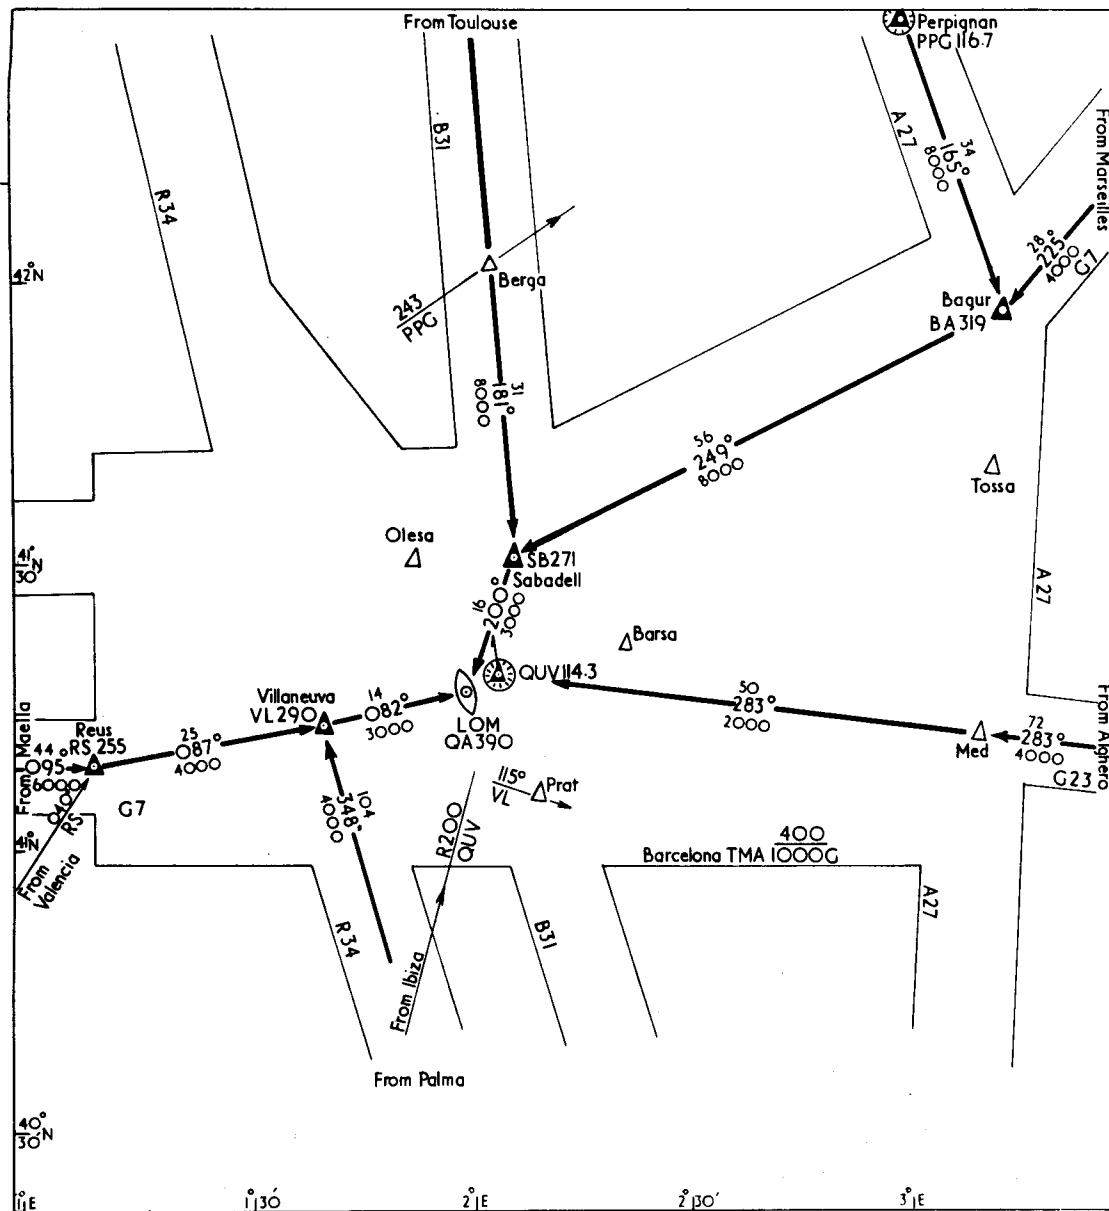 From Toulouse
Perpignan
PPG 116.7
B31
A 27
34
165°
8000
From Marseilles
R34
28
225°
4000
G7
42°N
Berga
243
PPG
Bagur
BA 319
31
181°
8000
56
249°
8000
Tossa
Olesa
41°
30'N
SB271
Sabadell
A 27
16
200°
3000
Barsa
QUV 114.3
Villaneuva
VL 290
14
082°
3000
LOM
QA 390
50
283°
2000
Med
72
283°
4000
From Alghero
G23
Reus
RS 255
25
087°
4000
From Maella
44
095°
6000
040°
RS
G7
104
348°
4000
115°
VL
Prat
R200
QUV
41°N
From
Valencia
400
Barcelona TMA 1000G
A27
R34
B31
From Ibiza
From Palma
40°
30'N
1°E
1°30'
2°E
2°30'
3°E